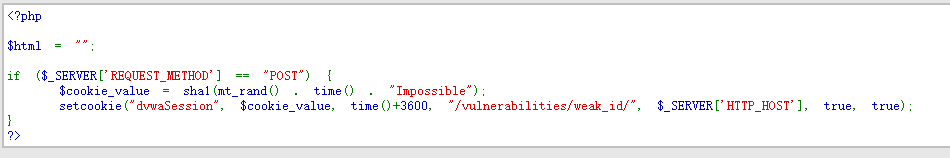 <?php
$html = "";
if ($_SERVER['REQUEST_METHOD'] == "POST") {
$cookie_value = sha1(mt_rand() . time() . "Impossible");
setcookie("dvwaSession", $cookie_value, time()+3600, "/vulnerabilities/weak_id/", $_SERVER['HTTP_HOST'], true, true);
}
?>